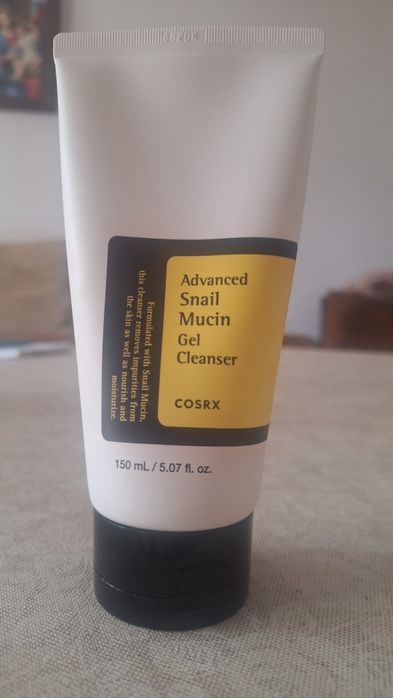 Advanced
Snail
Mucin
Gel
Cleanser
COSRX
Formulated with Snail Mucin,
this cleanser removes impurities from
the skin as well as nourish and
moisturize.
150 mL / 5.07 fl. oz.